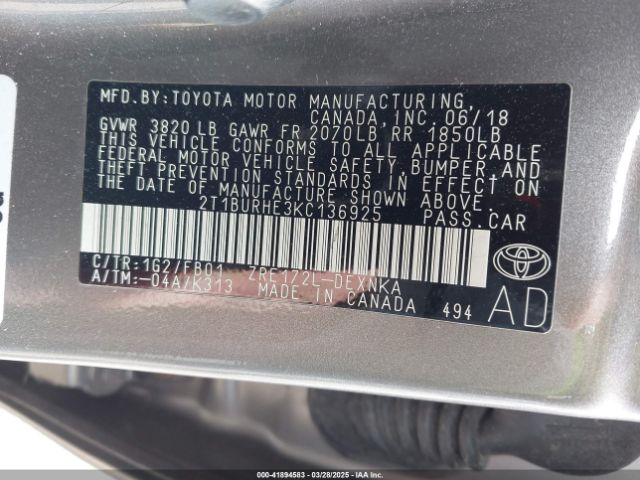 MFD.BY:TOYOTA MOTOR MANUFACTURING,
CANADA, INC. 06/18
GVWR 3820 LB GAWR FR 2070LB RR 1850LB
THIS VEHICLE CONFORMS TO ALL APPLICABLE
FEDERAL MOTOR VEHICLE SAFETY, BUMPER, AND
THEFT PREVENTION STANDARDS IN EFFECT ON
THE DATE OF MANUFACTURE SHOWN ABOVE.
2T1BURHE3KC136925 PASS.CAR
C/TR:1G2/FB01 ZRE172L-DEXNKA
A/TM:-04A/K313 MADE IN CANADA 494
AD
000-41894583 | 03/28/2025 | IAA Inc.